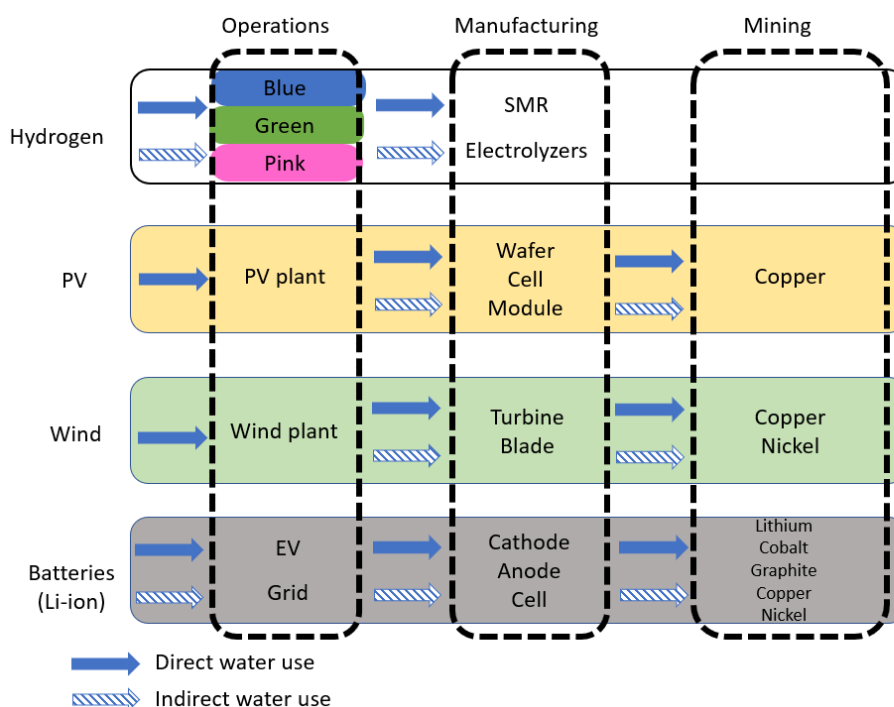 Operations Manufacturing Mining
Hydrogen
Blue
Green
Pink
SMR
Electrolyzers
PV
PV plant
Wafer
Cell
Module
Copper
Wind
Wind plant
Turbine
Blade
Copper
Nickel
Batteries
(Li-ion)
EV
Grid
Cathode
Anode
Cell
Lithium
Cobalt
Graphite
Copper
Nickel
Direct water use
Indirect water use